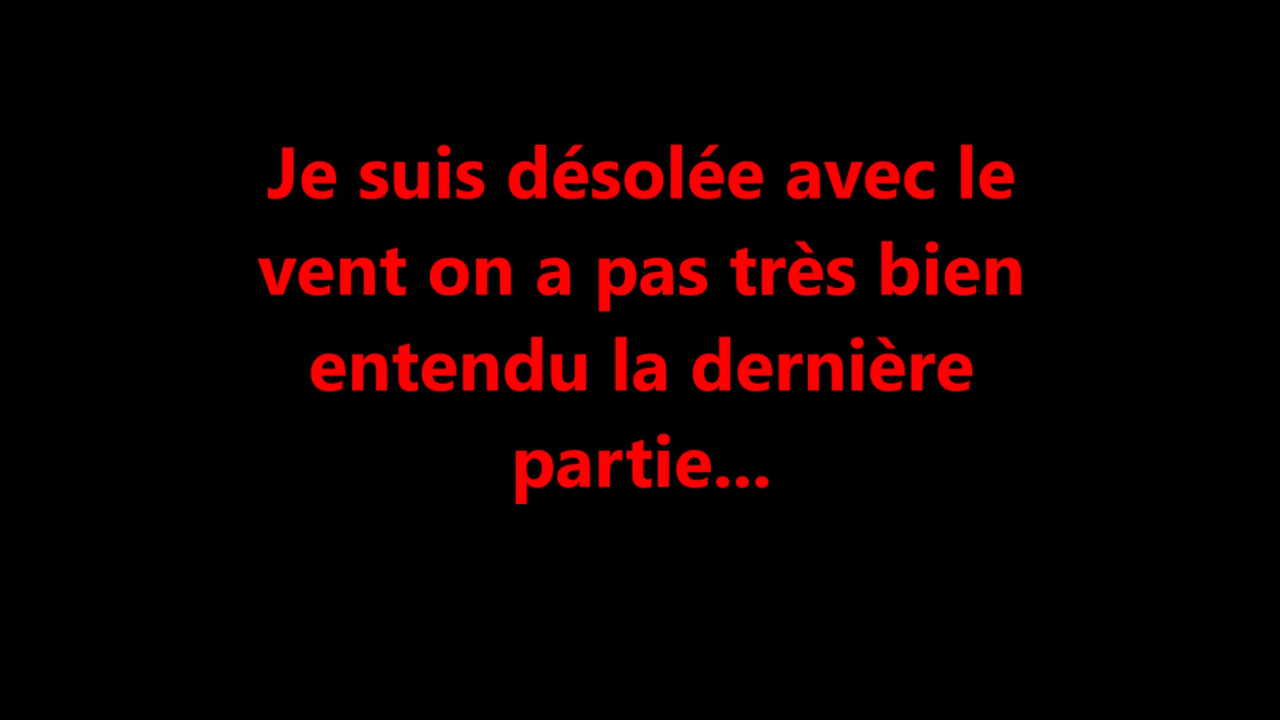 Je suis désolée avec le
vent on a pas très bien
entendu la dernière
partie...